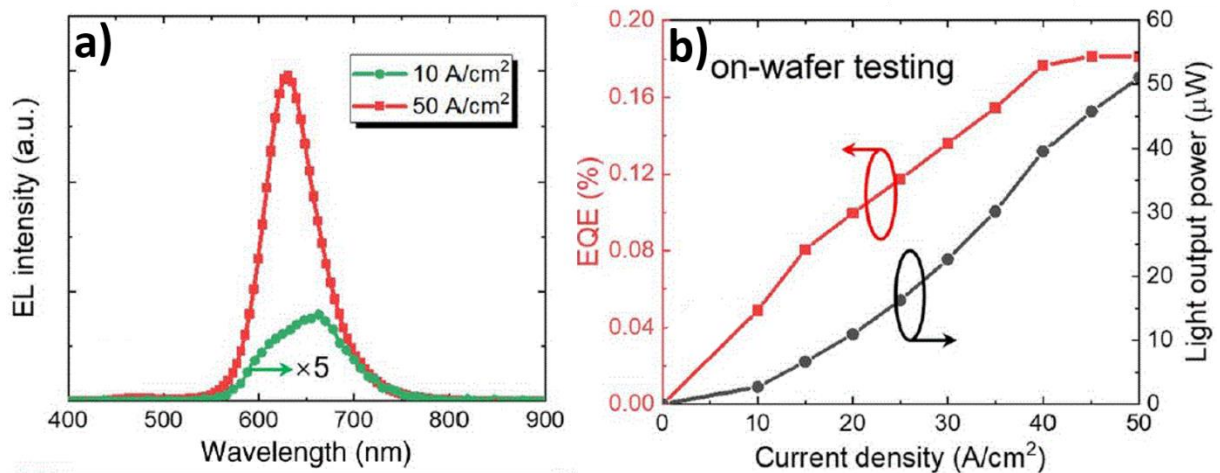 a)
EL intensity (a.u.)
10 A/cm²
50 A/cm²
×5
400 500 600 700 800 900
Wavelength (nm)
b)
on-wafer testing
EQE (%)
0.20
0.16
0.12
0.08
0.04
0.00
60
50
40
30
20
10
0
Light output power (μW)
0 10 20 30 40 50
Current density (A/cm²)